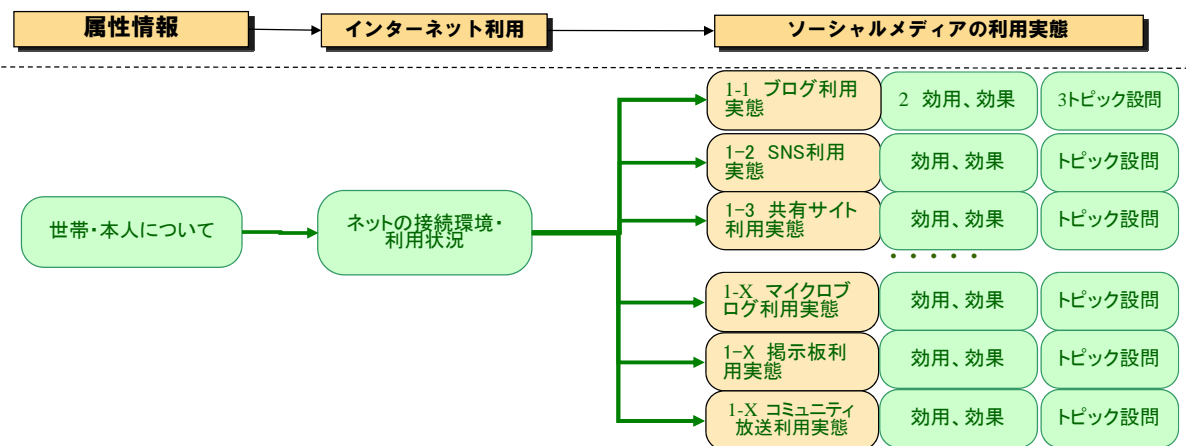 属性情報
インターネット利用
ソーシャルメディアの利用実態
1-1 ブログ利用
実態
2 効用、効果
3トピック設問
1-2 SNS利用
実態
効用、効果
トピック設問
世帯・本人について
ネットの接続環境・
利用状況
1-3 共有サイト
利用実態
効用、効果
トピック設問
・・・・・
1-X マイクロブ
ログ利用実態
効用、効果
トピック設問
1-X 掲示板利
用実態
効用、効果
トピック設問
1-X コミュニティ
放送利用実態
効用、効果
トピック設問